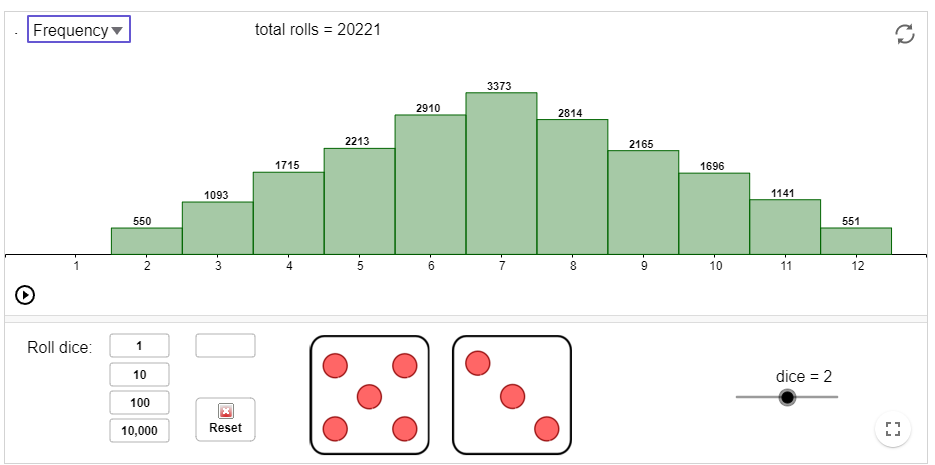 Frequency
total rolls = 20221
3373
2910
2814
2213
2165
1715
1696
1093
1141
550
551
1 2 3 4 5 6 7 8 9 10 11 12
Roll dice:
1
10
100
10,000
Reset
dice = 2